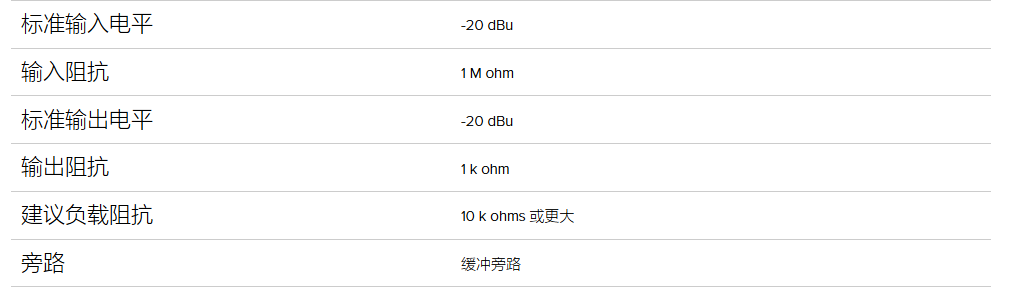 标准输入电平 -20 dBu
输入阻抗 1 M ohm
标准输出电平 -20 dBu
输出阻抗 1 k ohm
建议负载阻抗 10 k ohms 或更大
旁路 缓冲旁路